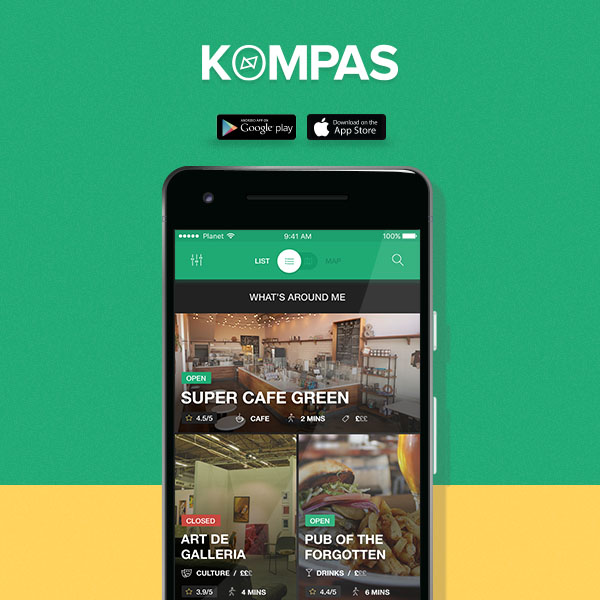 KOMPAS
ANDROID APP ON
Google play
Download on the
App Store
Planet 9:41 AM 100%
LIST MAP
WHAT'S AROUND ME
OPEN
SUPER CAFE GREEN
4.5/5 CAFE 2 MINS £££
CLOSED
ART DE
GALLERIA
CULTURE / £££
3.9/5 4 MINS
OPEN
PUB OF THE
FORGOTTEN
DRINKS / £££
4.4/5 6 MINS